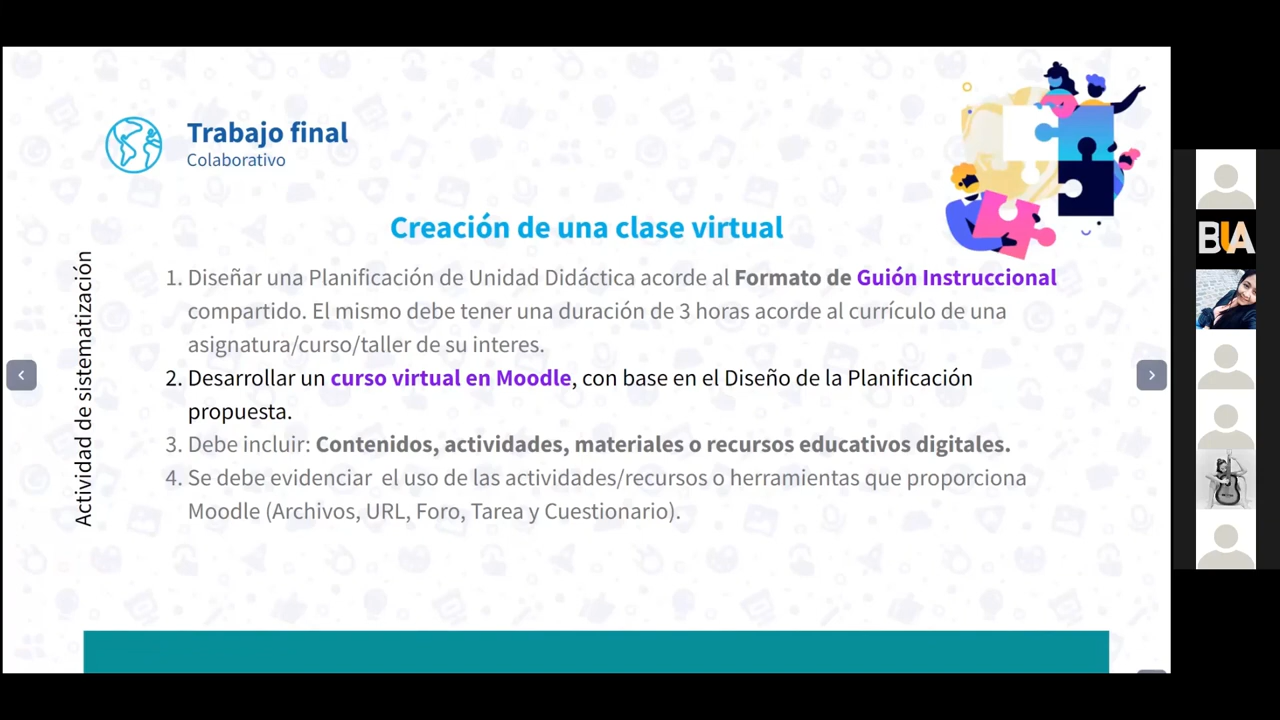 Trabajo final
Colaborativo
Creación de una clase virtual
1. Diseñar una Planificación de Unidad Didáctica acorde al Formato de Guión Instruccional
compartido. El mismo debe tener una duración de 3 horas acorde al currículo de una
asignatura/curso/taller de su interes.
2. Desarrollar un curso virtual en Moodle, con base en el Diseño de la Planificación
propuesta.
3. Debe incluir: Contenidos, actividades, materiales o recursos educativos digitales.
4. Se debe evidenciar el uso de las actividades/recursos o herramientas que proporciona
Moodle (Archivos, URL, Foro, Tarea y Cuestionario).
Actividad de sistematización
BUA